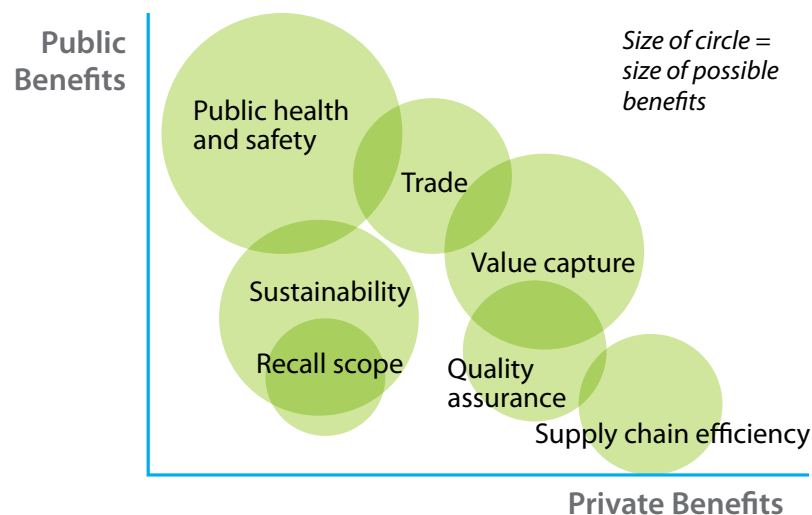 Public
Benefits
Size of circle =
size of possible
benefits
Public health
and safety
Trade
Value capture
Sustainability
Recall scope
Quality
assurance
Supply chain efficiency
Private Benefits